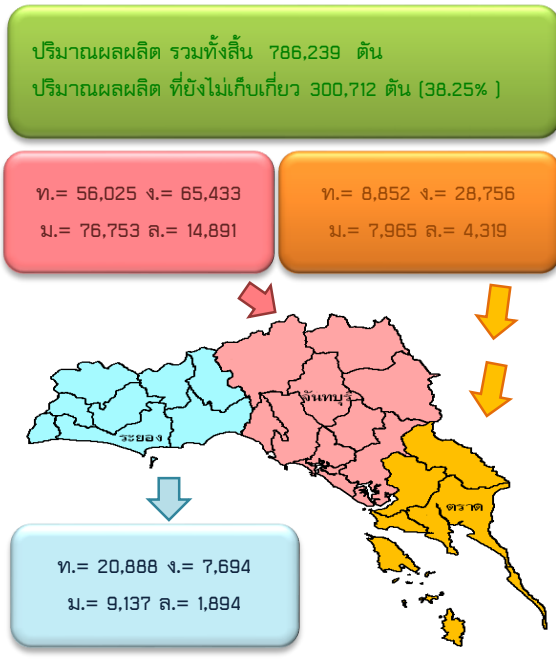 ปริมาณผลผลิต รวมทั้งสิ้น 786,239 ตัน
ปริมาณผลผลิต ที่ยังไม่เก็บเกี่ยว 300,712 ตัน (38.25% )
ท.= 56,025 ง.= 65,433
ม.= 76,753 ล.= 14,891
ท.= 8,852 ง.= 28,756
ม.= 7,965 ล.= 4,319
จันทบุรี
ระยอง
ตราด
ท.= 20,888 ง.= 7,694
ม.= 9,137 ล.= 1,894